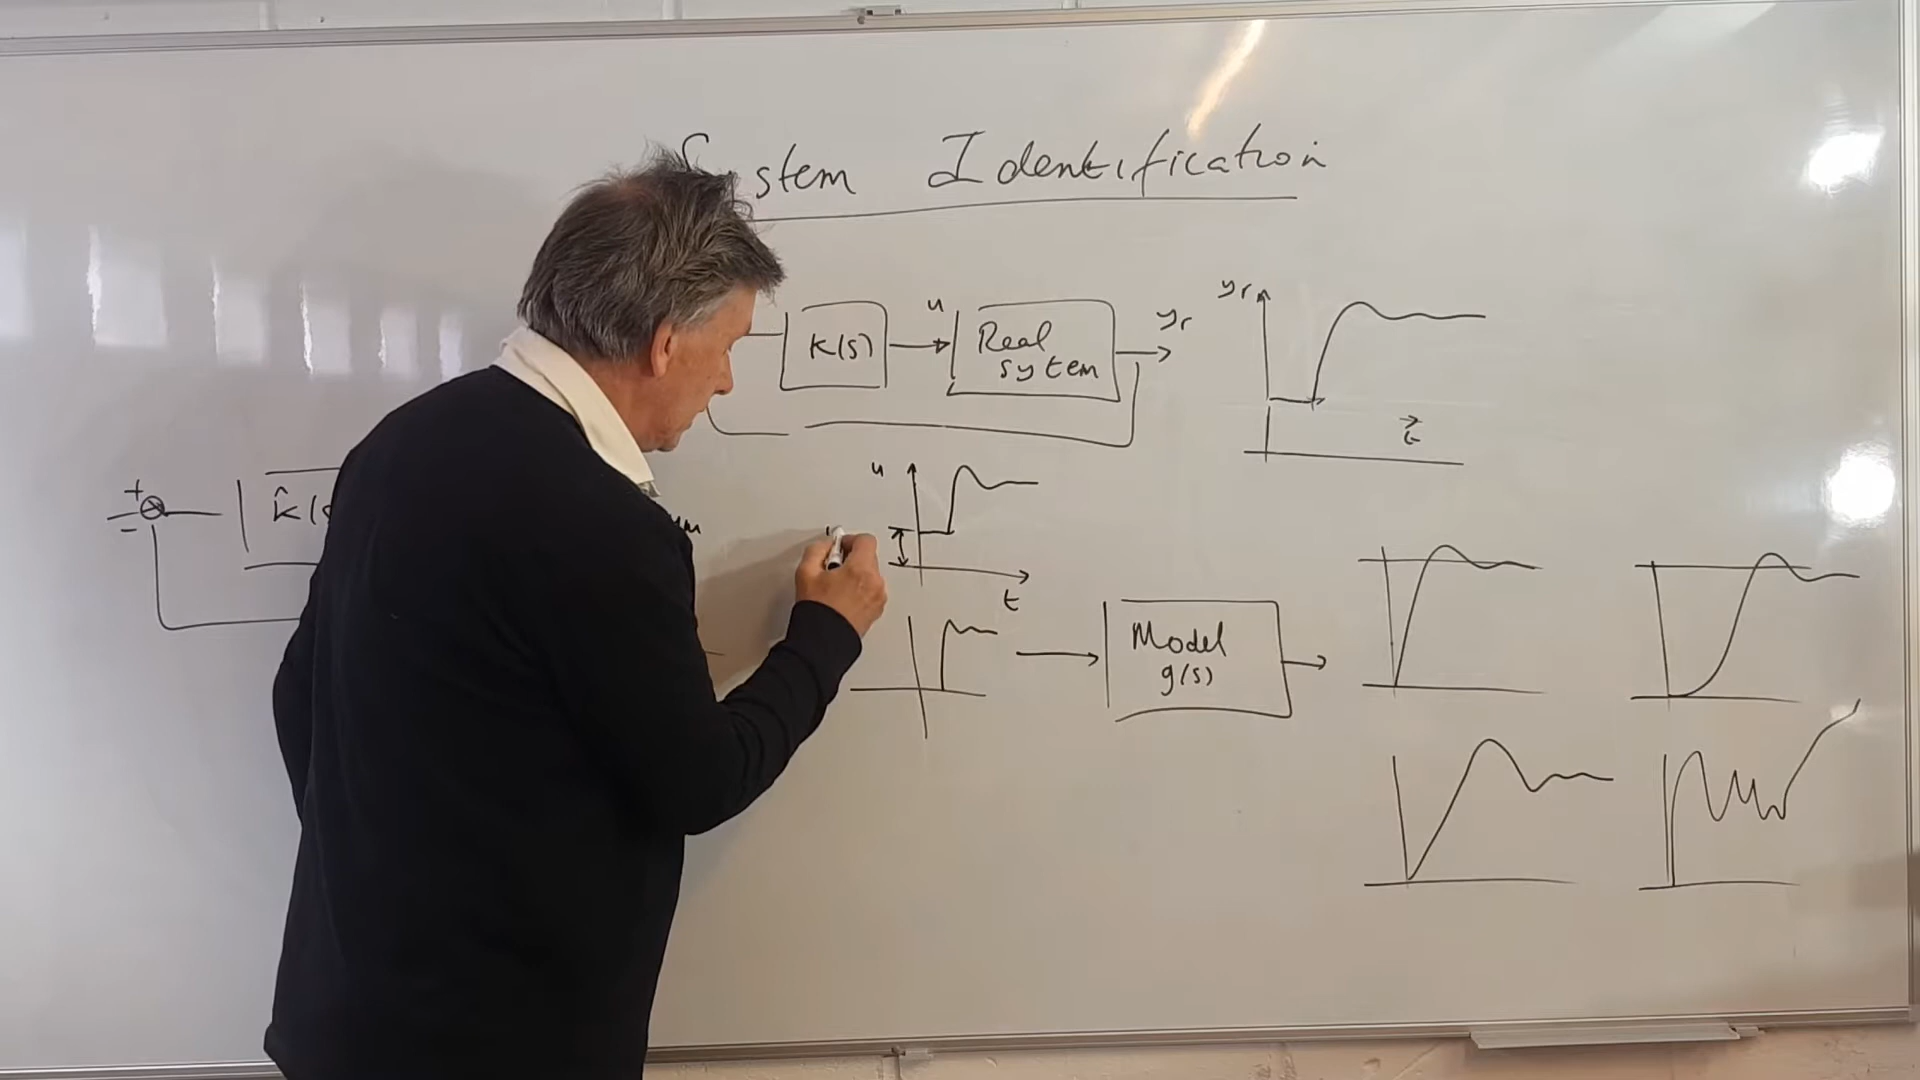 System Identification
K(s)
u
Real
system
yr
yr
t
u
t
+
-
Model
g(s)